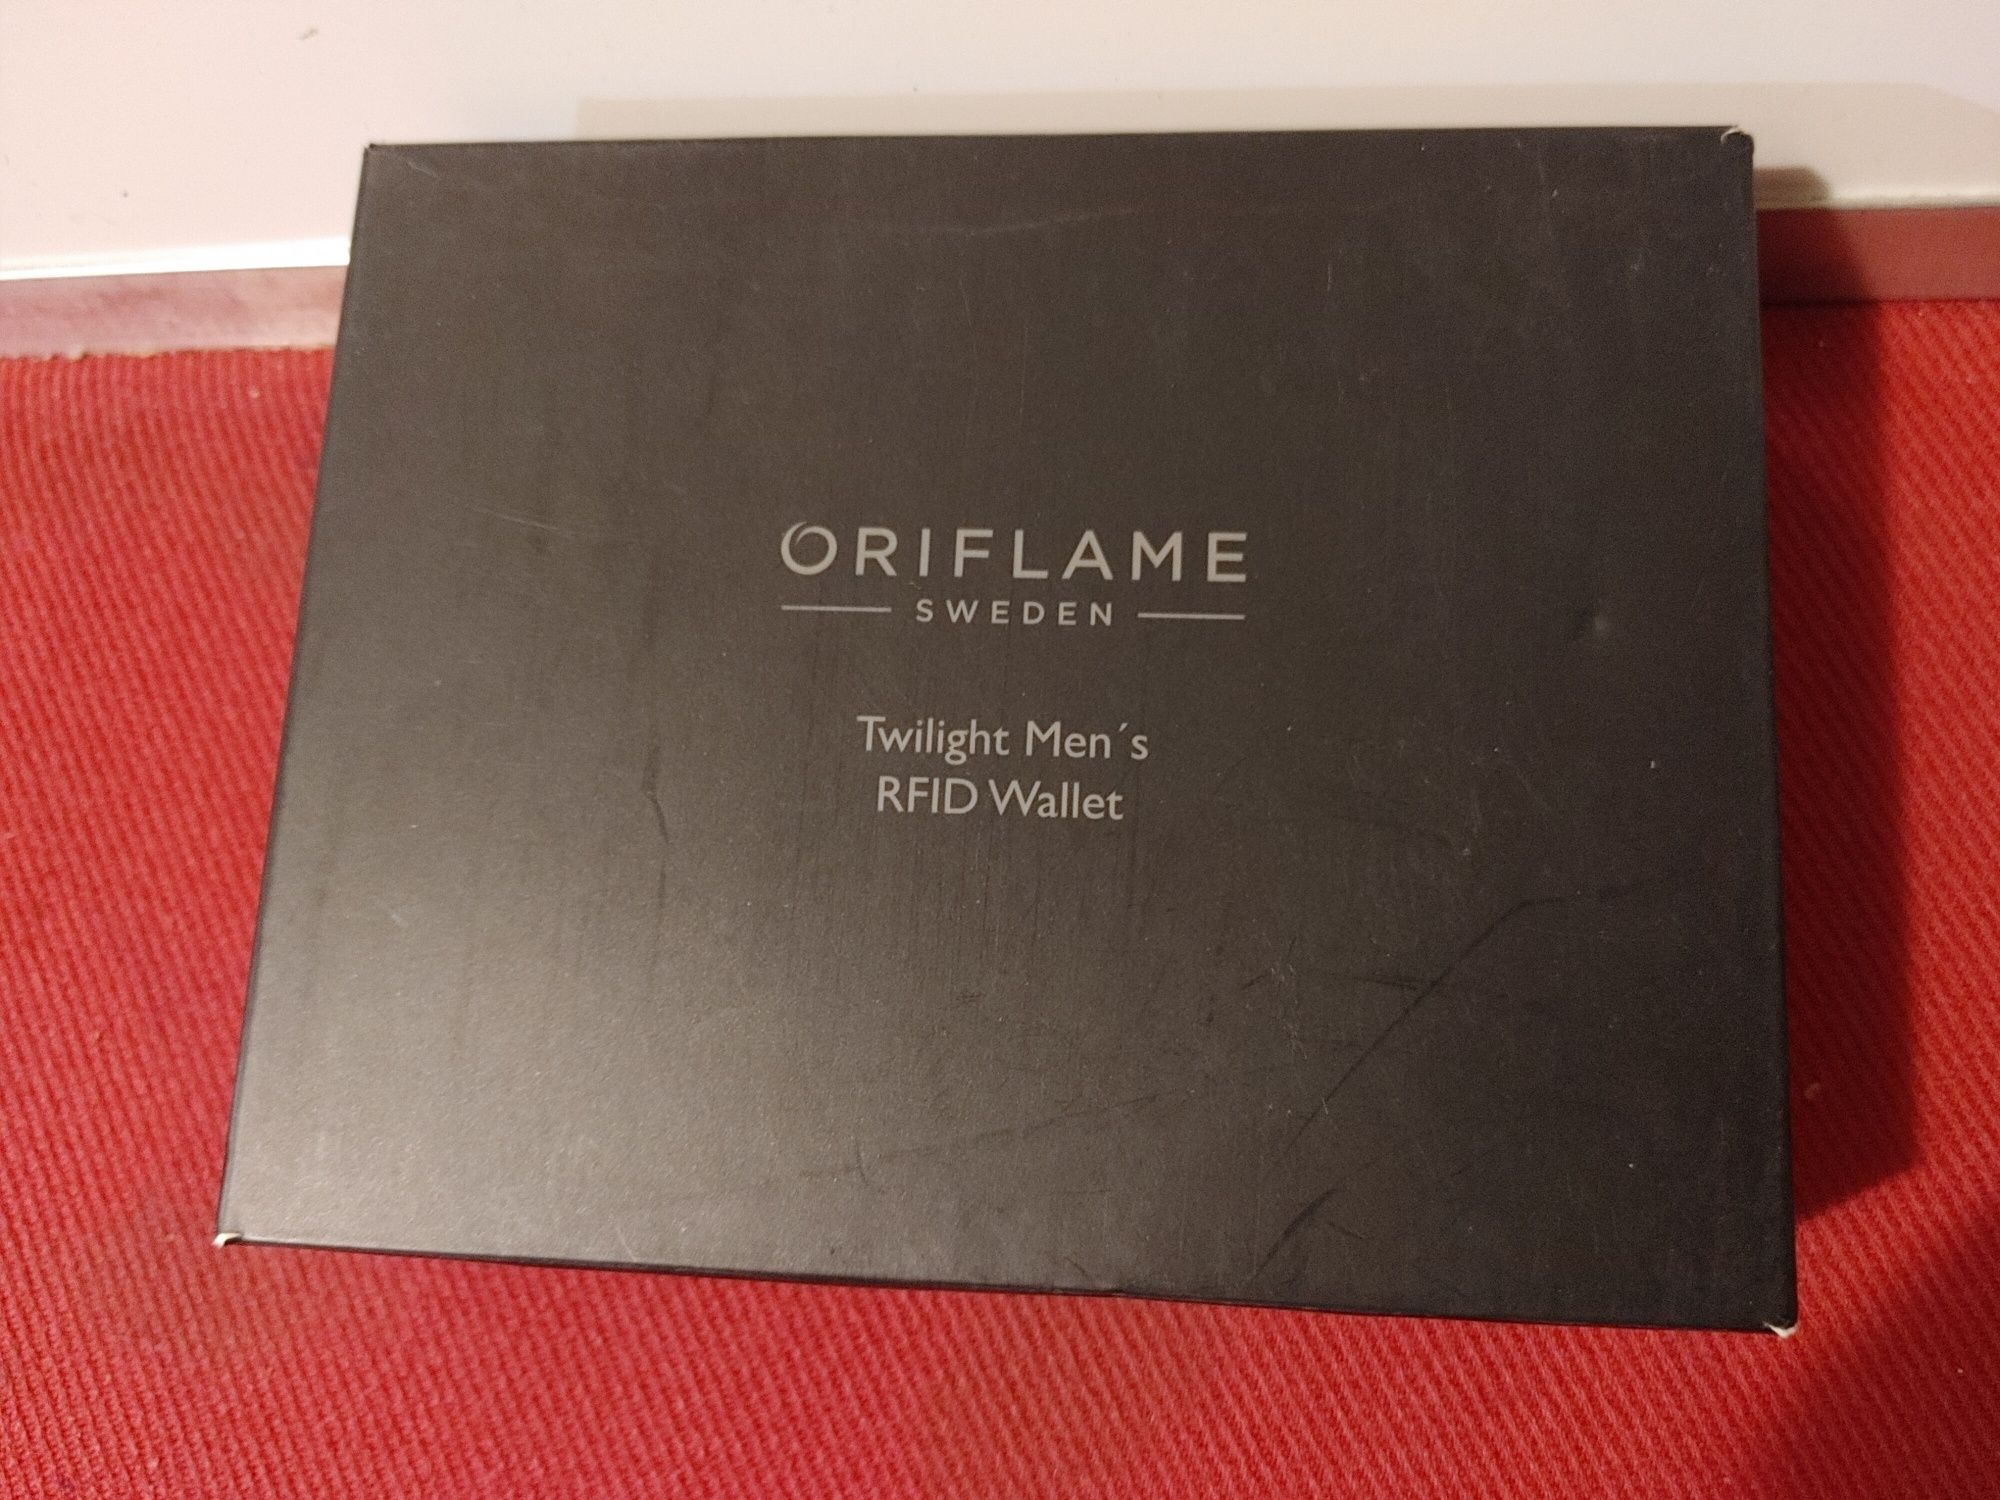 ORIFLAME
SWEDEN
Twilight Men´s
RFID Wallet